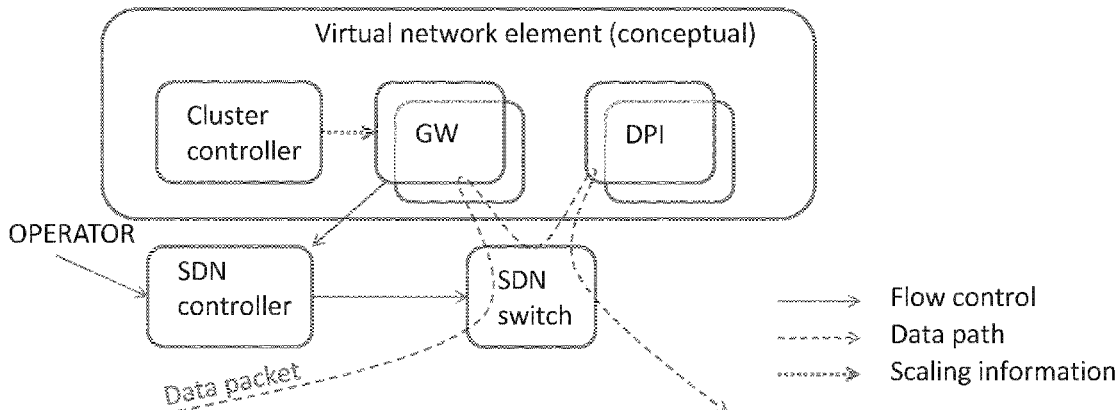 Virtual network element (conceptual)
Cluster
controller
GW
DPI
OPERATOR
SDN
controller
SDN
switch
Data packet
Flow control
Data path
Scaling information